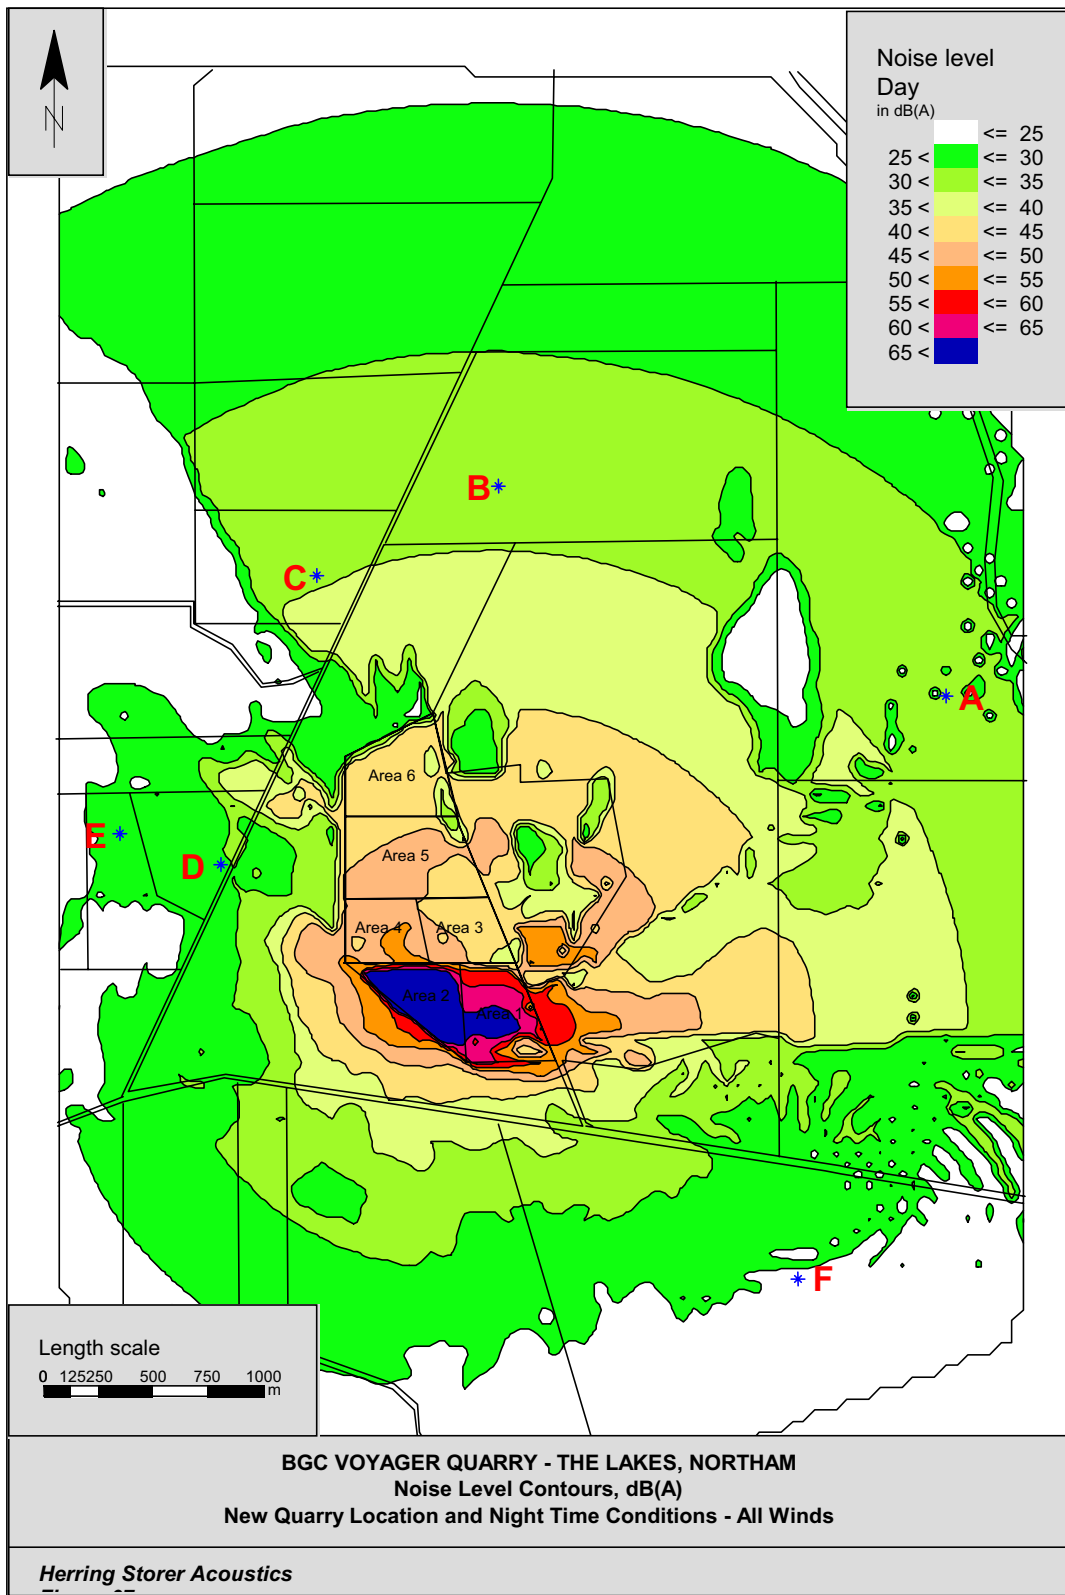 N
Noise level
Day
in dB(A)
<= 25
25 < <= 30
30 < <= 35
35 < <= 40
40 < <= 45
45 < <= 50
50 < <= 55
55 < <= 60
60 < <= 65
65 <
B
C
A
Area 6
E
D
Area 5
Area 4
Area 3
Area 2
Area 1
F
Length scale
0 125250 500 750 1000
m
BGC VOYAGER QUARRY - THE LAKES, NORTHAM
Noise Level Contours, dB(A)
New Quarry Location and Night Time Conditions - All Winds
Herring Storer Acoustics